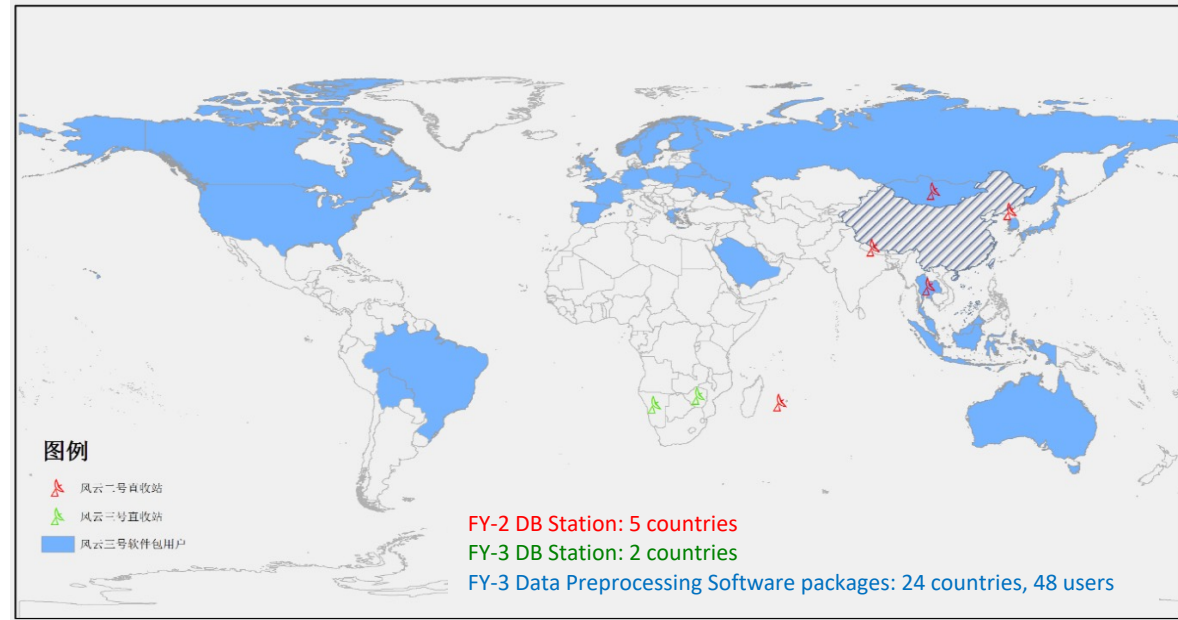 图例
风云二号直收站
风云三号直收站
风云三号软件包用户
FY-2 DB Station: 5 countries
FY-3 DB Station: 2 countries
FY-3 Data Preprocessing Software packages: 24 countries, 48 users